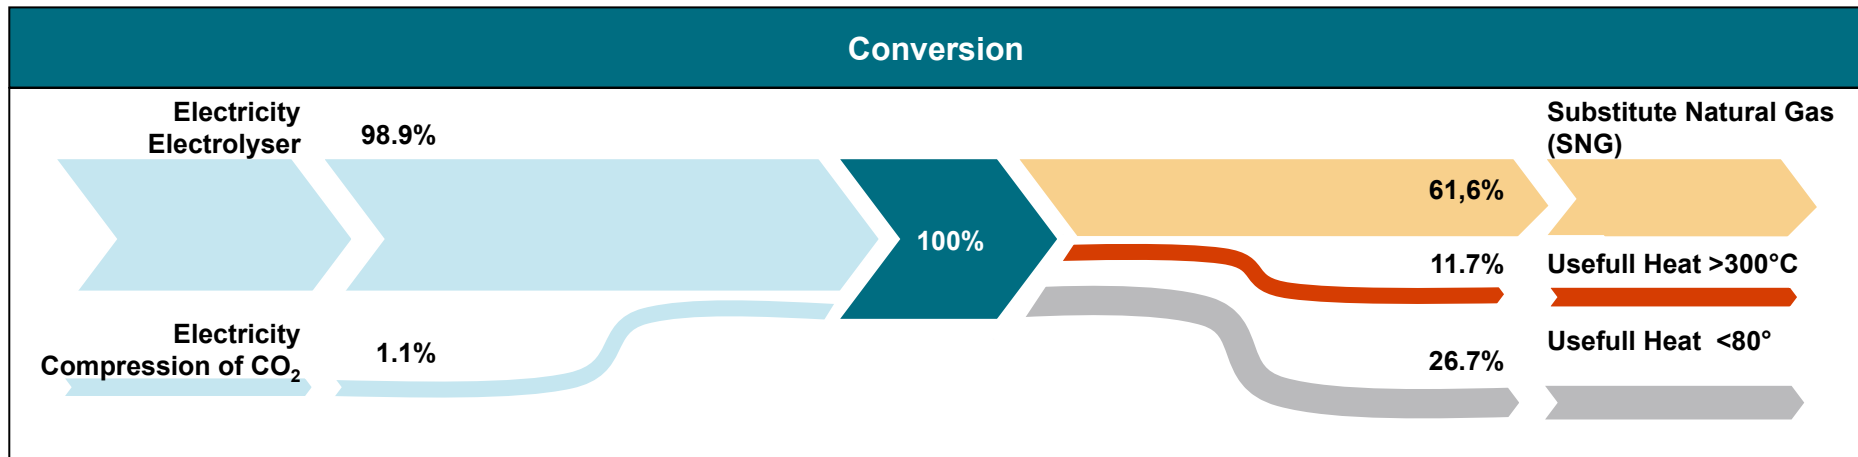 Conversion
Electricity
Electrolyser
98.9%
Electricity
Compression of CO₂
1.1%
100%
61,6%
Substitute Natural Gas
(SNG)
11.7%
Usefull Heat >300°C
26.7%
Usefull Heat <80°